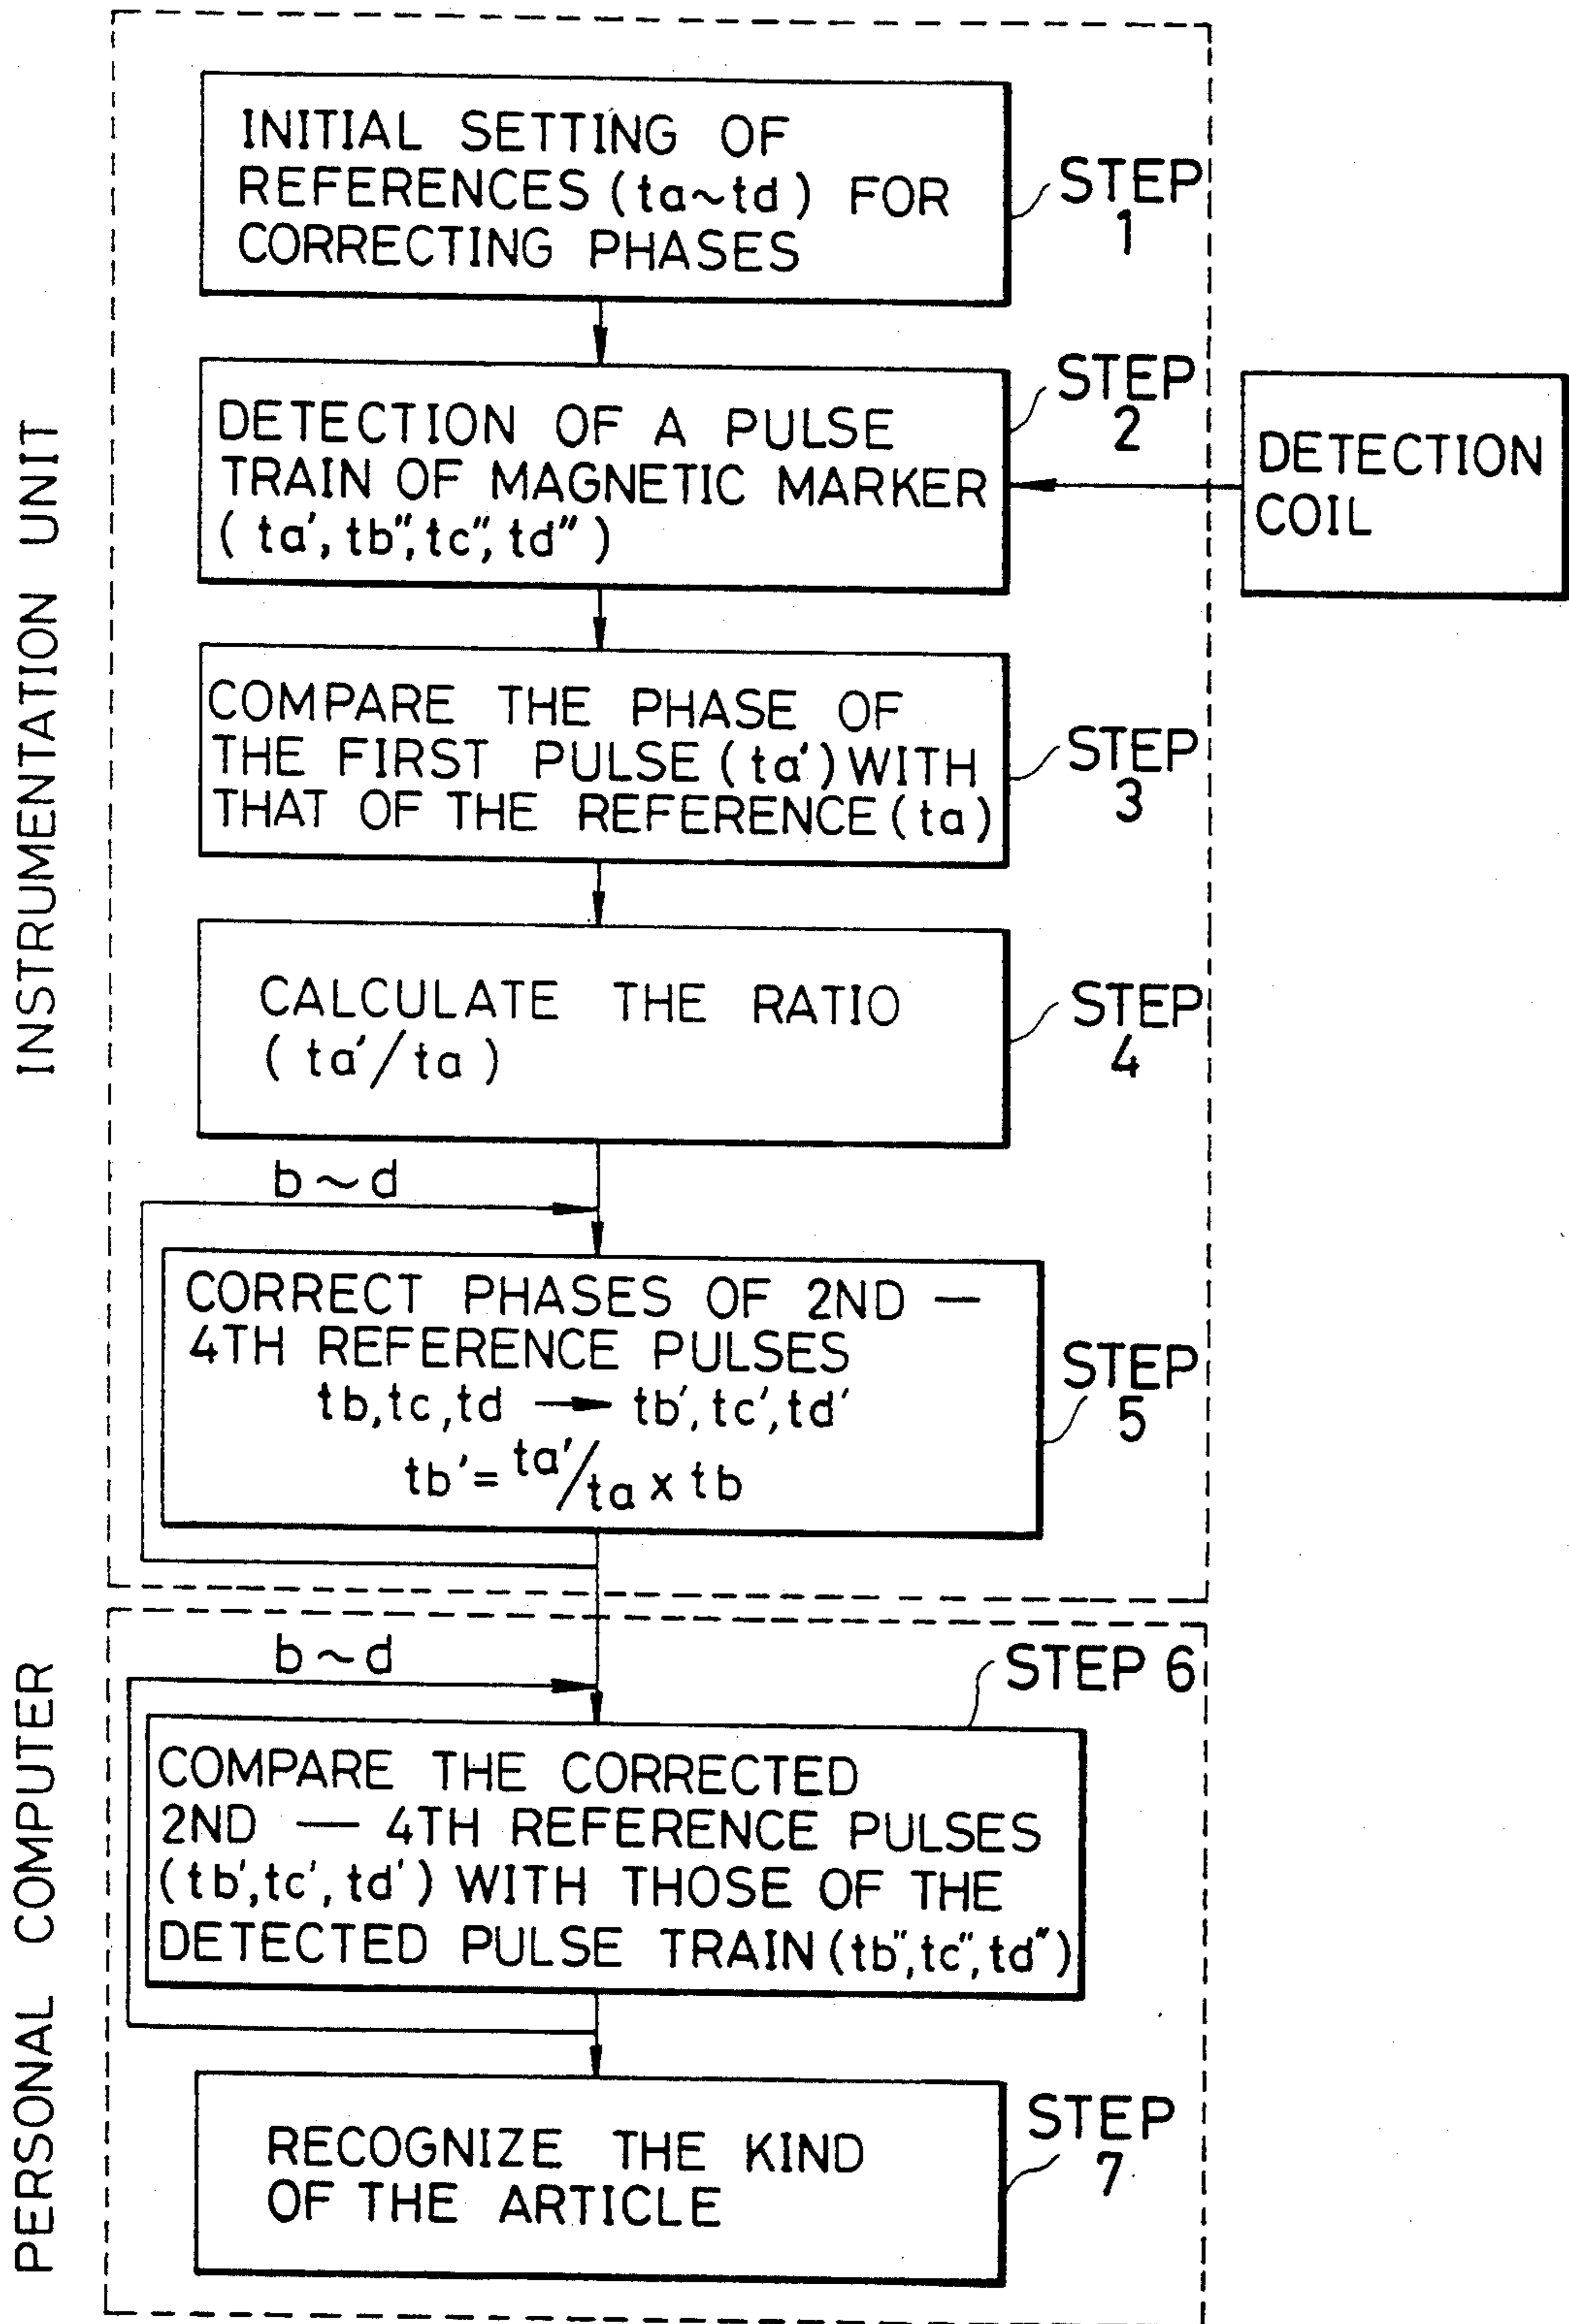 INSTRUMENTATION UNIT
INITIAL SETTING OF
REFERENCES (ta~td) FOR
CORRECTING PHASES
STEP
1
DETECTION OF A PULSE
TRAIN OF MAGNETIC MARKER
(ta', tb", tc", td")
STEP
2
DETECTION
COIL
COMPARE THE PHASE OF
THE FIRST PULSE (ta') WITH
THAT OF THE REFERENCE (ta)
STEP
3
CALCULATE THE RATIO
(ta'/ta)
STEP
4
b~d
CORRECT PHASES OF 2ND —
4TH REFERENCE PULSES
tb, tc, td → tb', tc', td'
tb' = ta'/ta x tb
STEP
5
PERSONAL COMPUTER
b~d
STEP 6
COMPARE THE CORRECTED
2ND — 4TH REFERENCE PULSES
(tb', tc', td') WITH THOSE OF THE
DETECTED PULSE TRAIN (tb", tc", td")
RECOGNIZE THE KIND
OF THE ARTICLE
STEP
7